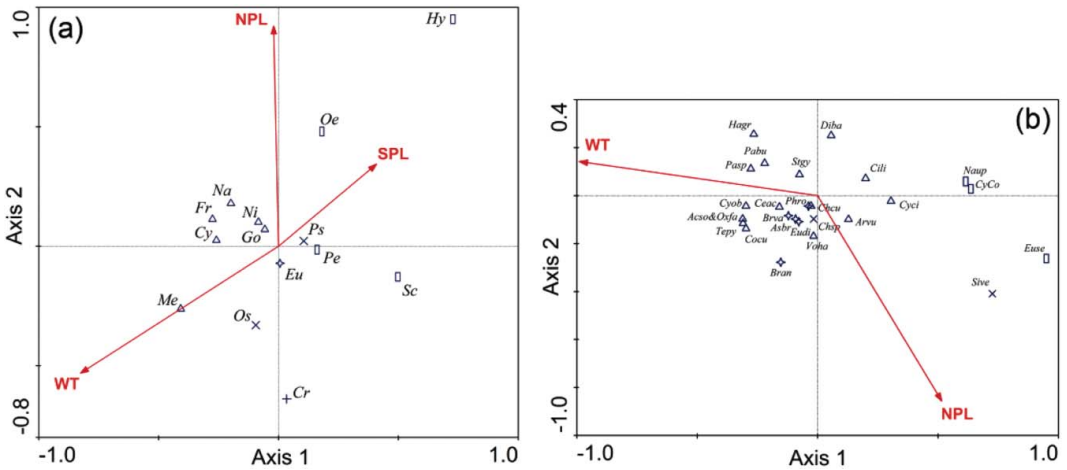 (a)
1.0
NPL
Hy
Oe
SPL
Na
Fr
Ni
Cy
Go
Ps
Pe
Eu
Sc
Me
Os
WT
Cr
Axis 2
-0.8
-1.0
Axis 1
1.0
(b)
0.4
WT
Hagr
Diba
Pabu
Pasp
Stgy
Cili
Naup
CyCo
Cyob
Ceac
Phro
Chcu
Cyci
Acso&Oxfa
Brva
Chsp
Arvu
Tepy
Asbr
Eudi
Cocu
Voha
Bran
Euse
Sive
NPL
Axis 2
-1.0
-1.0
Axis 1
1.0